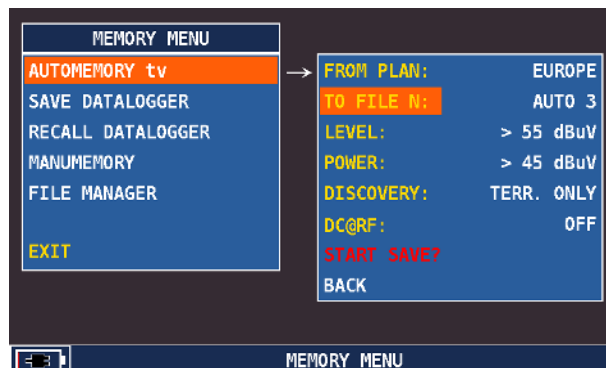 MEMORY MENU
AUTOMEMORY tv
SAVE DATALOGGER
RECALL DATALOGGER
MANUMEMORY
FILE MANAGER
EXIT
→ FROM PLAN: EUROPE
TO FILE N: AUTO 3
LEVEL: > 55 dBuV
POWER: > 45 dBuV
DISCOVERY: TERR. ONLY
DC@RF: OFF
START SAVE?
BACK
MEMORY MENU